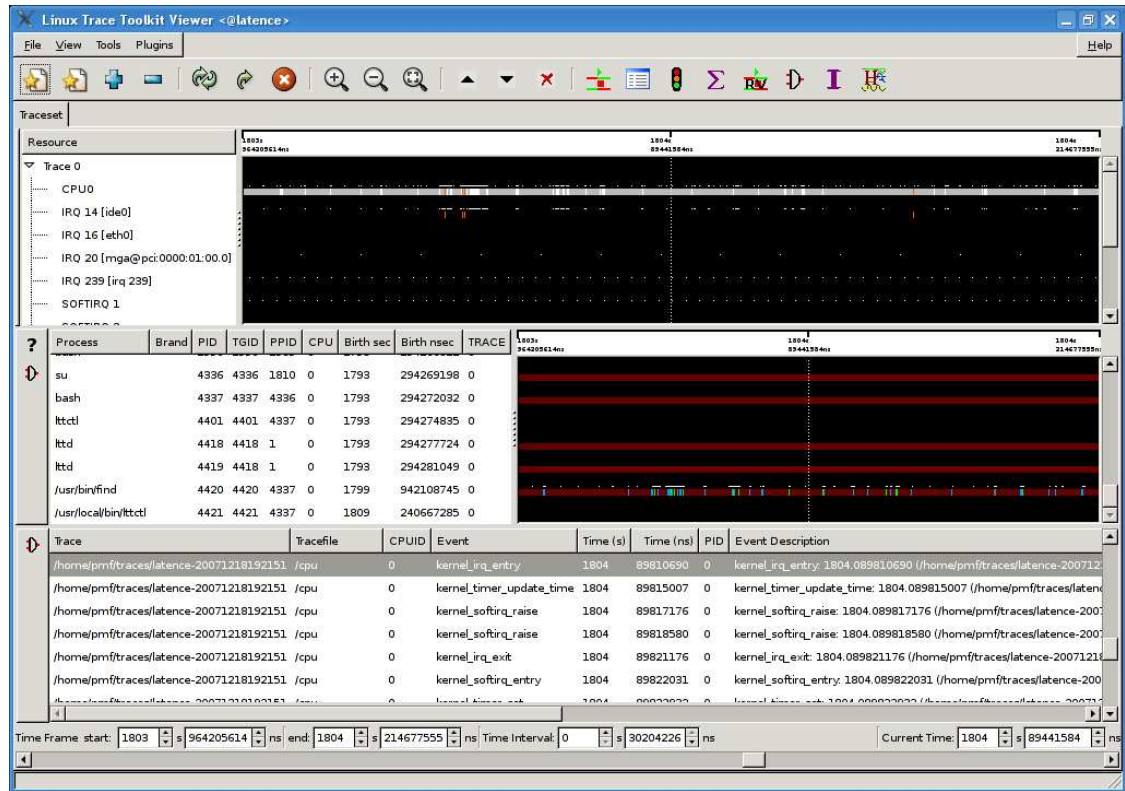 Linux Trace Toolkit Viewer <@latence>
File View Tools Plugins Help
Traceset
Resource
1803s 1804s 1804s
964205614ns 89441584ns 214677555ns
Trace 0
CPU0
IRQ 14 [ide0]
IRQ 16 [eth0]
IRQ 20 [mga@pci:0000:01:00.0]
IRQ 239 [irq 239]
SOFTIRQ 1
? Process Brand PID TGID PPID CPU Birth sec Birth nsec TRACE
1803s 1804s 1804s
964205614ns 89441584ns 214677555ns
su 4336 4336 1810 0 1793 294269198 0
bash 4337 4337 4336 0 1793 294272032 0
lttctl 4401 4401 4337 0 1793 294274835 0
lttd 4418 4418 1 0 1793 294277724 0
lttd 4419 4418 1 0 1793 294281049 0
/usr/bin/find 4420 4420 4337 0 1799 942108745 0
/usr/local/bin/lttctl 4421 4421 4337 0 1809 240667285 0
Trace Tracefile CPUID Event Time (s) Time (ns) PID Event Description
/home/pmf/traces/latence-20071218192151 /cpu 0 kernel_irq_entry 1804 89810690 0 kernel_irq_entry: 1804.089810690 (/home/pmf/traces/latence-200712
/home/pmf/traces/latence-20071218192151 /cpu 0 kernel_timer_update_time 1804 89815007 0 kernel_timer_update_time: 1804.089815007 (/home/pmf/traces/latenc
/home/pmf/traces/latence-20071218192151 /cpu 0 kernel_softirq_raise 1804 89817176 0 kernel_softirq_raise: 1804.089817176 (/home/pmf/traces/latence-200
/home/pmf/traces/latence-20071218192151 /cpu 0 kernel_softirq_raise 1804 89818580 0 kernel_softirq_raise: 1804.089818580 (/home/pmf/traces/latence-200
/home/pmf/traces/latence-20071218192151 /cpu 0 kernel_irq_exit 1804 89821176 0 kernel_irq_exit: 1804.089821176 (/home/pmf/traces/latence-2007121
/home/pmf/traces/latence-20071218192151 /cpu 0 kernel_softirq_entry 1804 89822031 0 kernel_softirq_entry: 1804.089822031 (/home/pmf/traces/latence-200
Time Frame start: 1803 s 964205614 ns end: 1804 s 214677555 ns Time Interval: 0 s 30204226 ns Current Time: 1804 s 89441584 ns